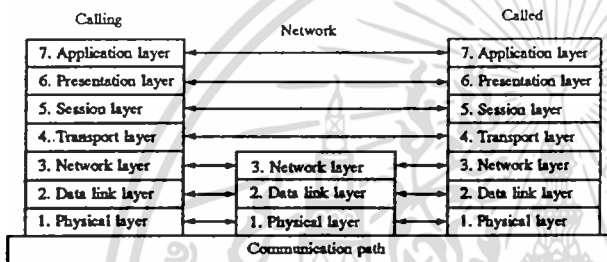 Calling
Network
Called
7. Application layer
7. Application layer
6. Presentation layer
6. Presentation layer
5. Session layer
5. Session layer
4. Transport layer
4. Transport layer
3. Network layer
3. Network layer
3. Network layer
2. Data link layer
2. Data link layer
2. Data link layer
1. Physical layer
1. Physical layer
1. Physical layer
Communication path